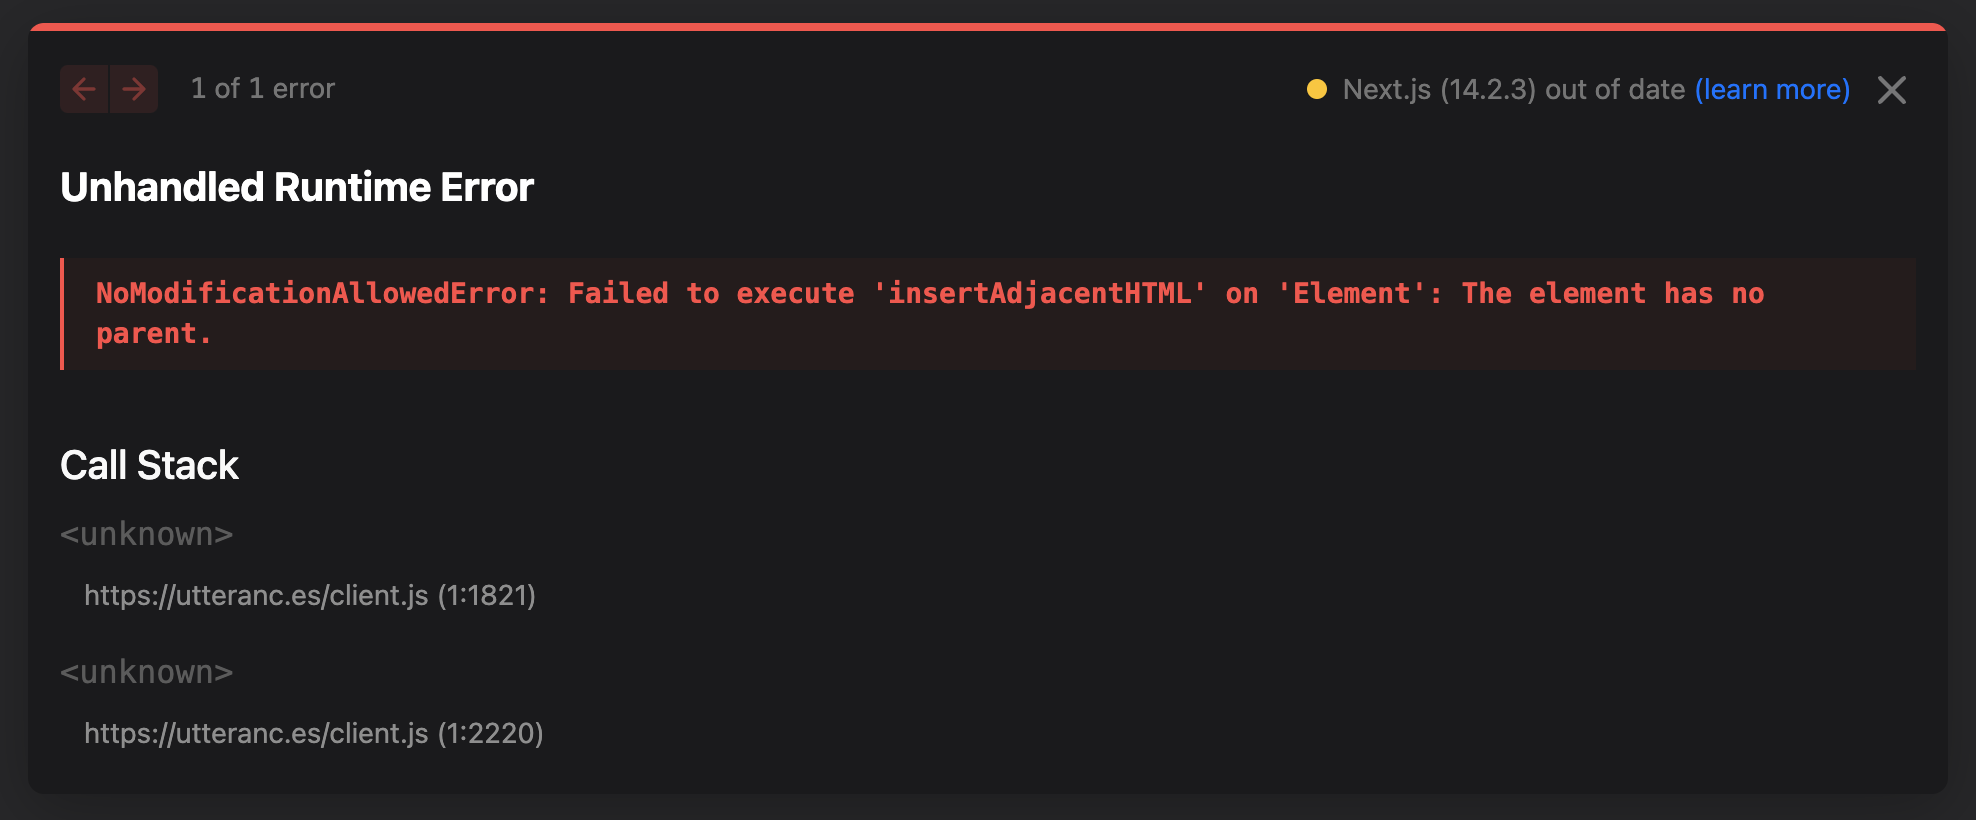 1 of 1 error
Next.js (14.2.3) out of date (learn more)
Unhandled Runtime Error
NoModificationAllowedError: Failed to execute 'insertAdjacentHTML' on 'Element': The element has no
parent.
Call Stack
<unknown>
https://utteranc.es/client.js (1:1821)
<unknown>
https://utteranc.es/client.js (1:2220)